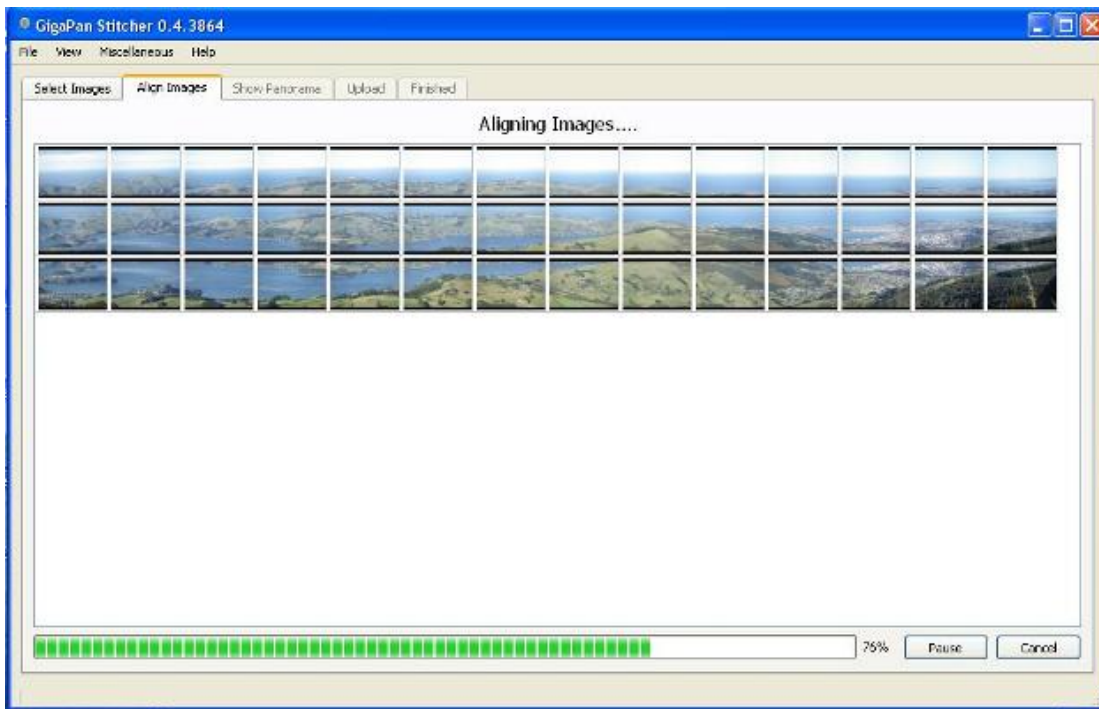 GigaPan Stitcher 0.4.3864
File View Miscellaneous Help
Select Images Align Images Show Panorama Upload Finished
Aligning Images....
76% Pause Cancel